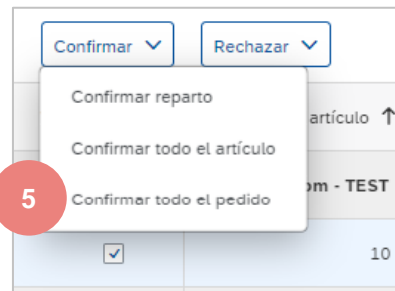 Confirmar Rechazar
Confirmar reparto
artículo ↑
Confirmar todo el artículo
5 Confirmar todo el pedido
om - TEST
10